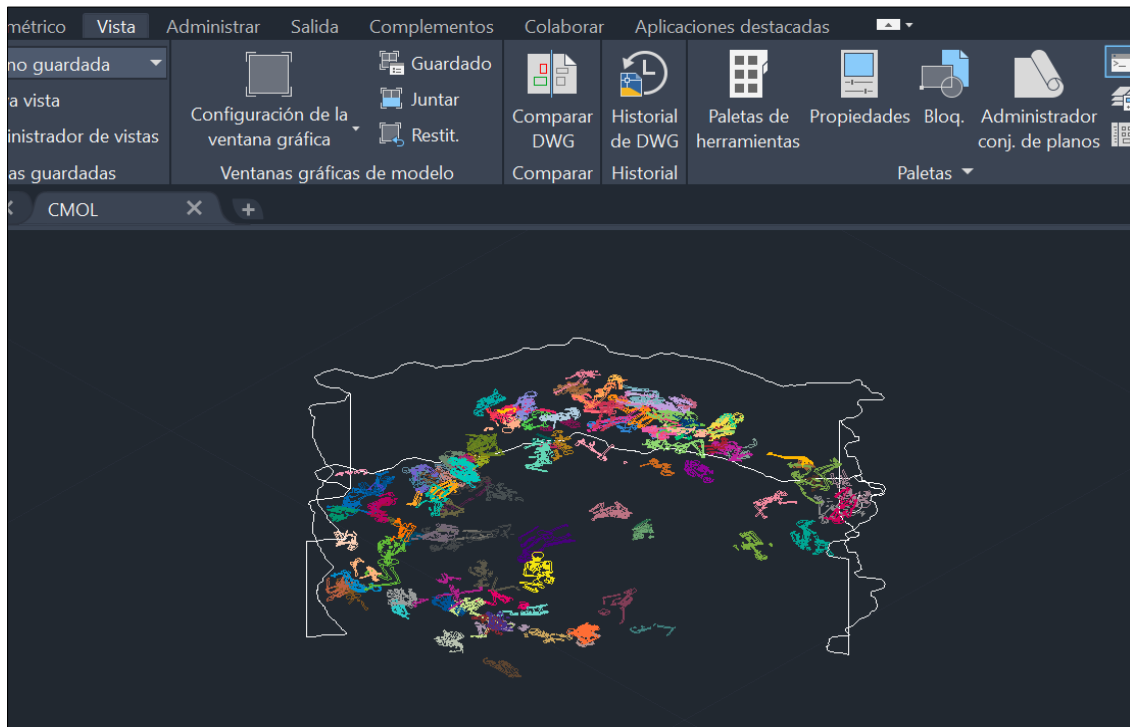 métrico Vista Administrar Salida Complementos Colaborar Aplicaciones destacadas
no guardada
a vista
ministrador de vistas
as guardadas
Configuración de la
ventana gráfica
Guardado
Juntar
Restit.
Ventanas gráficas de modelo
Comparar
DWG
Comparar
Historial
de DWG
Historial
Paletas de
herramientas
Propiedades
Bloq.
Administrador
conj. de planos
Paletas
CMOL